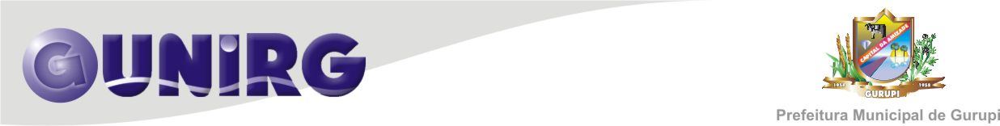 G UNIRG
CAPITAL DA AMIZADE
1958 GURUPI 1958
Prefeitura Municipal de Gurupi